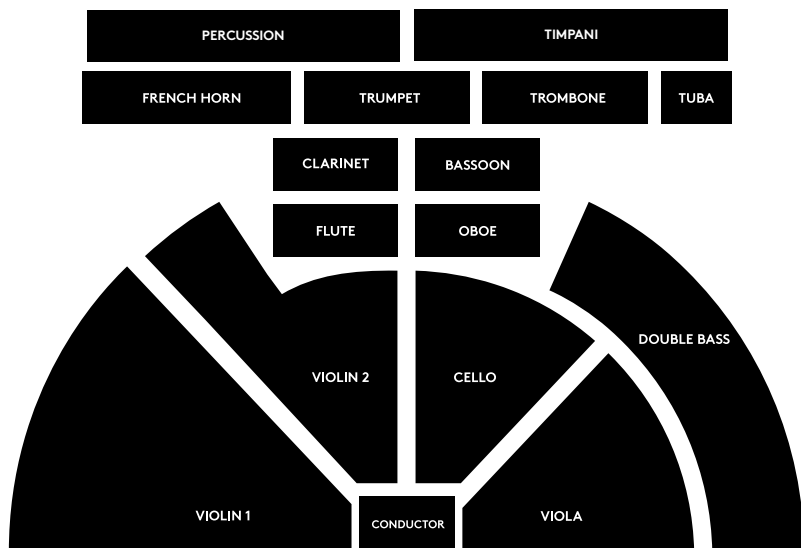 PERCUSSION
TIMPANI
FRENCH HORN
TRUMPET
TROMBONE
TUBA
CLARINET
BASSOON
FLUTE
OBOE
DOUBLE BASS
VIOLIN 2
CELLO
VIOLIN 1
CONDUCTOR
VIOLA